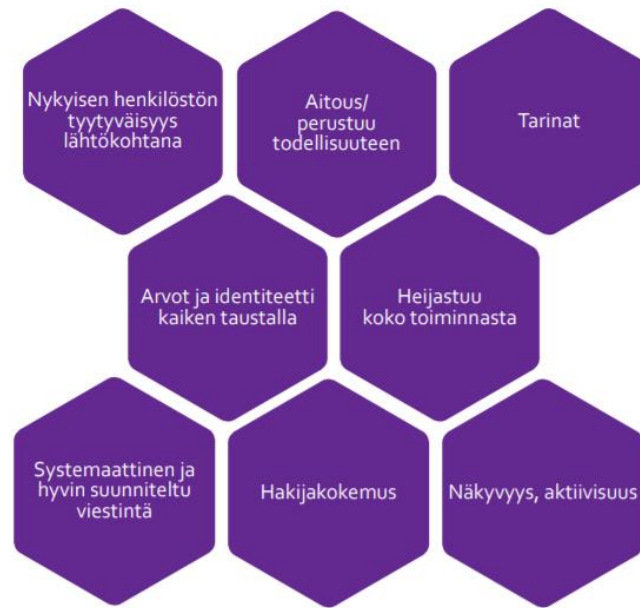 Nykyisen henkilöstön
tyytyväisyys
lähtökohtana
Aitous/
perustuu
todellisuuteen
Tarinat
Arvot ja identiteetti
kaiken taustalla
Heijastuu
koko toiminnasta
Systemaattinen ja
hyvin suunniteltu
viestintä
Hakijakokemus
Näkyvyys, aktiivisuus